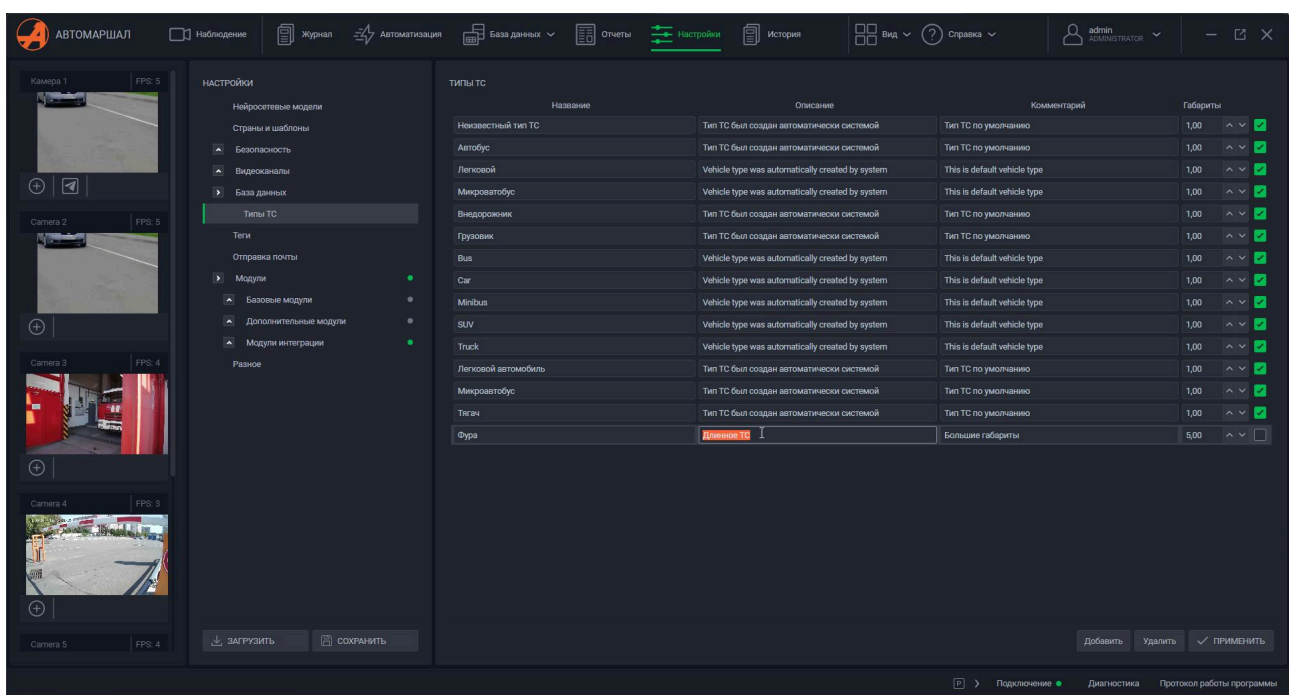 АВТОМАРШАЛ Наблюдение Журнал Автоматизация База данных Отчеты Настройки История Вид ? Справка admin
ADMINISTRATOR
Камера 1 FPS: 5
Camera 2 FPS: 5
Camera 3 FPS: 4
Camera 4 FPS: 3
Camera 5 FPS: 4
НАСТРОЙКИ
Нейросетевые модели
Страны и шаблоны
Безопасность
Видеоканалы
База данных
Типы ТС
Теги
Отправка почты
Модули
Базовые модули
Дополнительные модули
Модули интеграции
Разное
ЗАГРУЗИТЬ СОХРАНИТЬ
ТИПЫ ТС
Название Описание Комментарий Габариты
Неизвестный тип ТС Тип ТС был создан автоматически системой Тип ТС по умолчанию 1,00
Автобус Тип ТС был создан автоматически системой Тип ТС по умолчанию 1,00
Легковой Vehicle type was automatically created by system This is default vehicle type 1,00
Микроватобус Vehicle type was automatically created by system This is default vehicle type 1,00
Внедорожник Тип ТС был создан автоматически системой Тип ТС по умолчанию 1,00
Грузовик Тип ТС был создан автоматически системой Тип ТС по умолчанию 1,00
Bus Vehicle type was automatically created by system This is default vehicle type 1,00
Car Vehicle type was automatically created by system This is default vehicle type 1,00
Minibus Vehicle type was automatically created by system This is default vehicle type 1,00
SUV Vehicle type was automatically created by system This is default vehicle type 1,00
Truck Vehicle type was automatically created by system This is default vehicle type 1,00
Легковой автомобиль Тип ТС был создан автоматически системой Тип ТС по умолчанию 1,00
Микроавтобус Тип ТС был создан автоматически системой Тип ТС по умолчанию 1,00
Тягач Тип ТС был создан автоматически системой Тип ТС по умолчанию 1,00
Фура Длинное ТС Большие габариты 5,00
Добавить Удалить ПРИМЕНИТЬ
P Подключение Диагностика Протокол работы программы